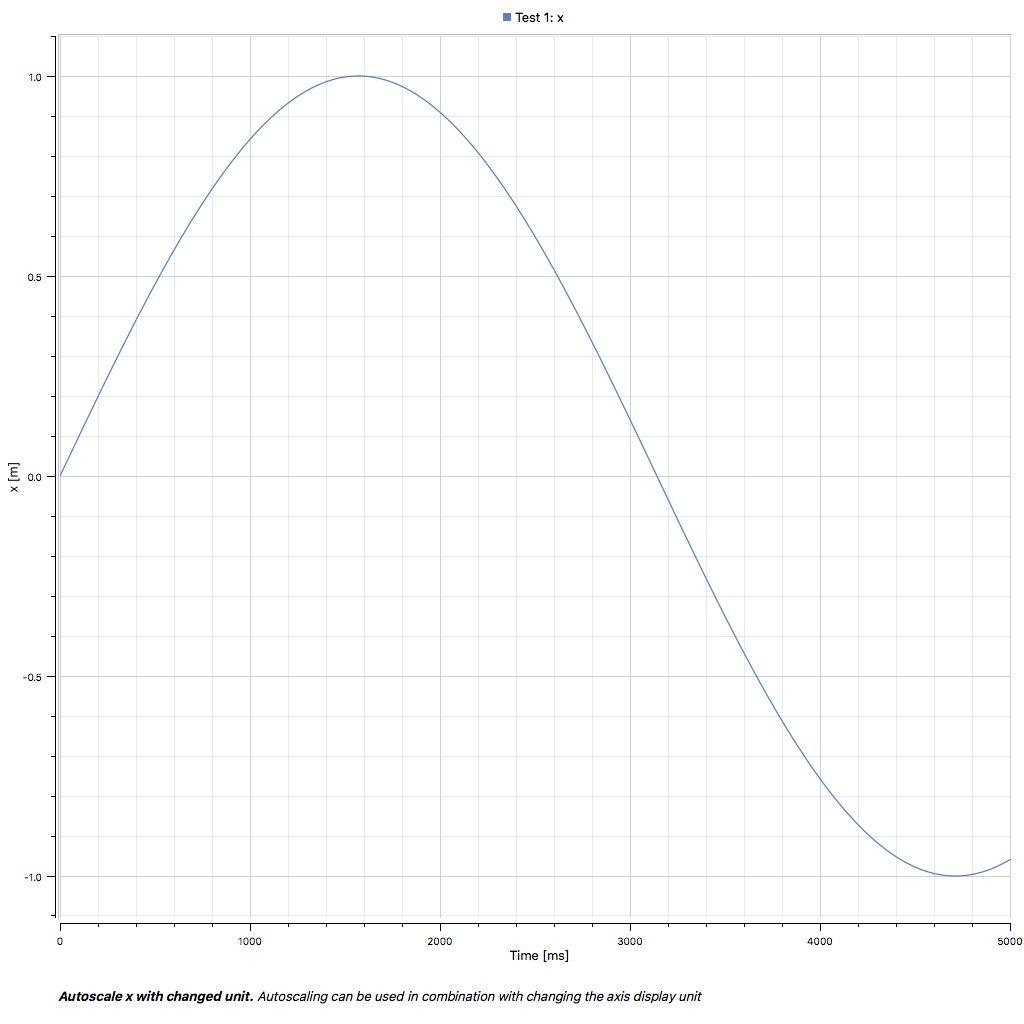 Test 1: x
1.0
0.5
0.0
-0.5
-1.0
x [m]
0 1000 2000 3000 4000 5000
Time [ms]
Autoscale x with changed unit. Autoscaling can be used in combination with changing the axis display unit